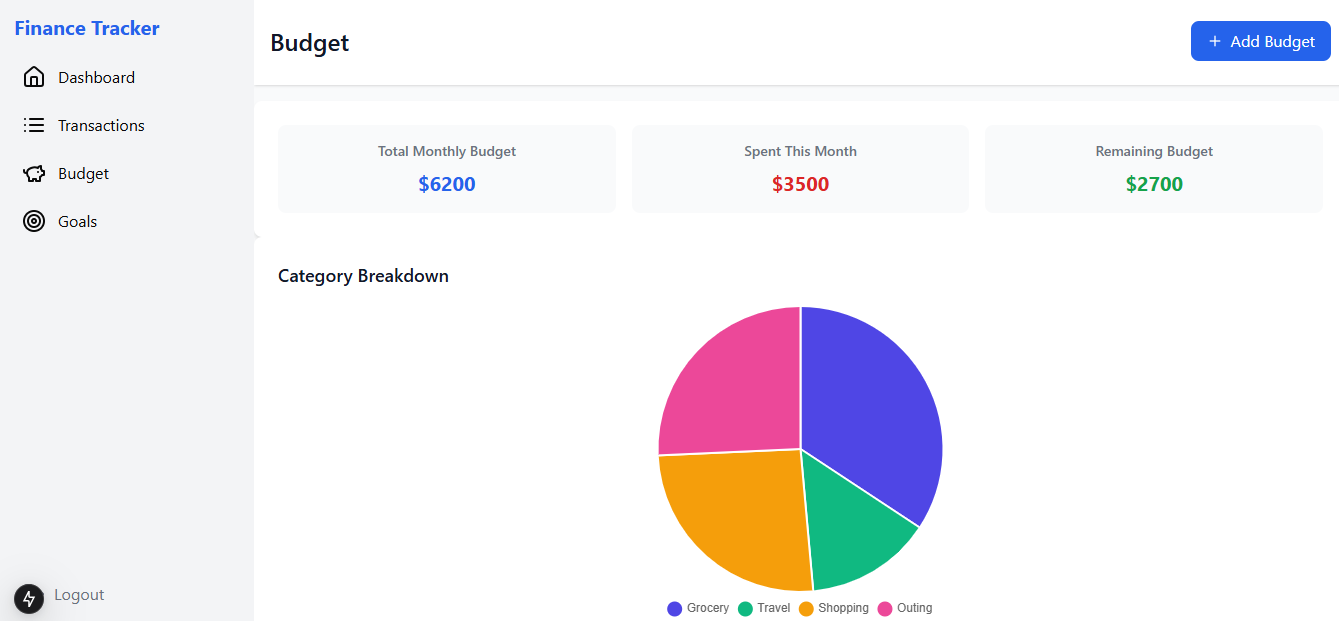 Finance Tracker
Dashboard
Transactions
Budget
Goals
Logout
Budget
+ Add Budget
Total Monthly Budget
$6200
Spent This Month
$3500
Remaining Budget
$2700
Category Breakdown
Grocery Travel Shopping Outing